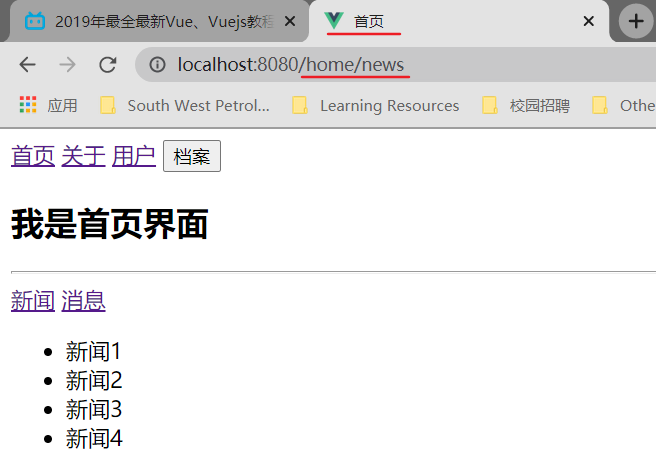 2019年最全最新Vue、Vuejs教程 首页
localhost:8080/home/news
应用 South West Petrol... Learning Resources 校园招聘 Othe
首页 关于 用户 档案
我是首页界面
新闻 消息
新闻1
新闻2
新闻3
新闻4